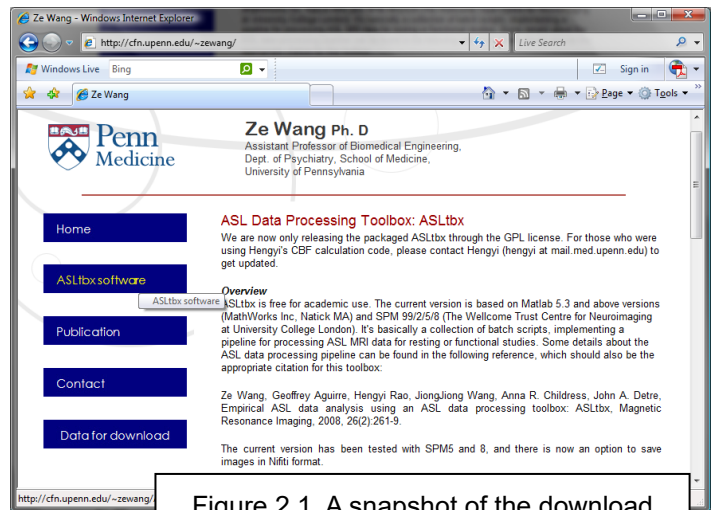 Ze Wang - Windows Internet Explorer
http://cfn.upenn.edu/~zewang/
Live Search
Windows Live
Bing
Sign in
Ze Wang
Page
Tools
Penn
Medicine
Ze Wang Ph. D
Assistant Professor of Biomedical Engineering,
Dept. of Psychiatry, School of Medicine,
University of Pennsylvania
Home
ASLtbx software
ASLtbx software
Publication
Contact
Data for download
ASL Data Processing Toolbox: ASLtbx
We are now only releasing the packaged ASLtbx through the GPL license. For those who were
using Hengyi's CBF calculation code, please contact Hengyi (hengyi at mail.med.upenn.edu) to
get updated.
Overview
ASLtbx is free for academic use. The current version is based on Matlab 5.3 and above versions
(MathWorks Inc, Natick MA) and SPM 99/2/5/8 (The Wellcome Trust Centre for Neuroimaging
at University College London). It's basically a collection of batch scripts, implementing a
pipeline for processing ASL MRI data for resting or functional studies. Some details about the
ASL data processing pipeline can be found in the following reference, which should also be the
appropriate citation for this toolbox:
Ze Wang, Geoffrey Aguirre, Hengyi Rao, JiongJiong Wang, Anna R. Childress, John A. Detre,
Empirical ASL data analysis using an ASL data processing toolbox: ASLtbx, Magnetic
Resonance Imaging, 2008, 26(2):261-9.
The current version has been tested with SPM5 and 8, and there is now an option to save
images in Nifiti format.
http://cfn.upenn.edu/~zewang/
Figure 2.1. A snapshot of the download